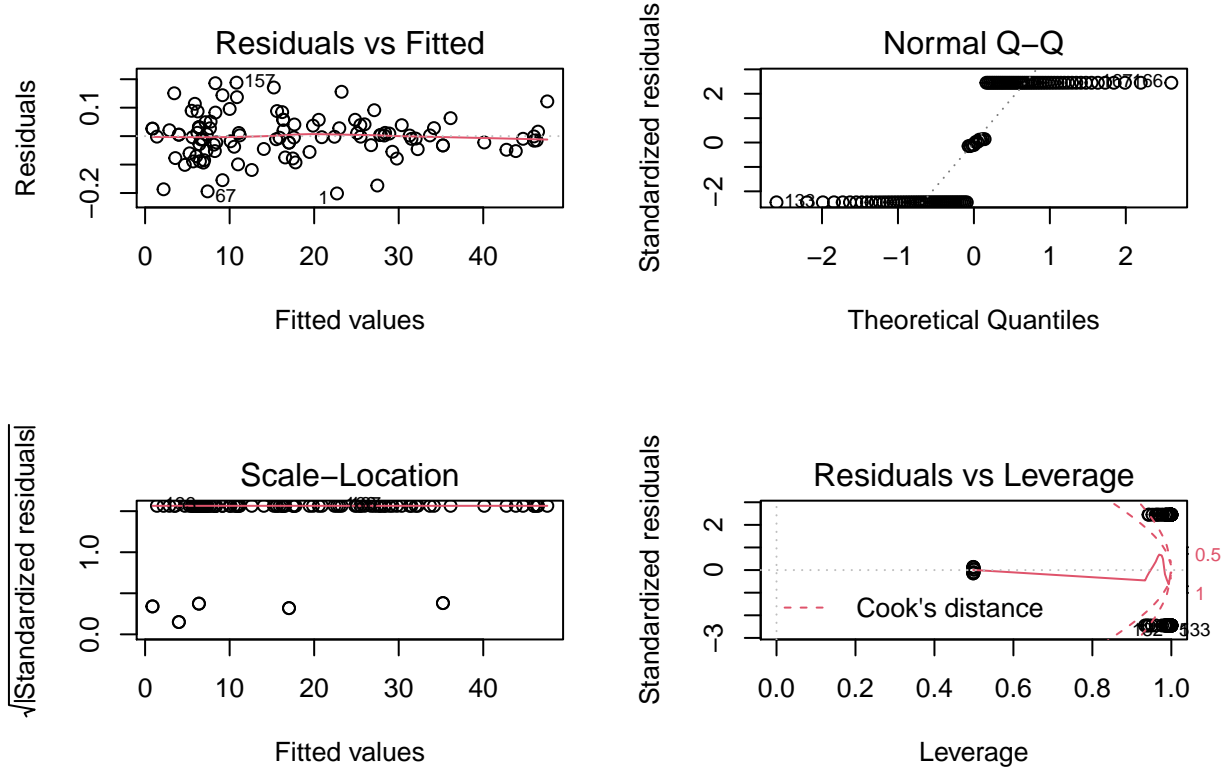 Residuals vs Fitted
Residuals
0.1
−0.2
157
67
1
0 10 20 30 40
Fitted values
Normal Q−Q
Standardized residuals
2
0
−2
133
166
−2 −1 0 1 2
Theoretical Quantiles
Scale−Location
√|Standardized residuals|
1.0
0.0
0 10 20 30 40
Fitted values
Residuals vs Leverage
Standardized residuals
2
0
−3
0.5
1
Cook's distance
0.0 0.2 0.4 0.6 0.8 1.0
Leverage